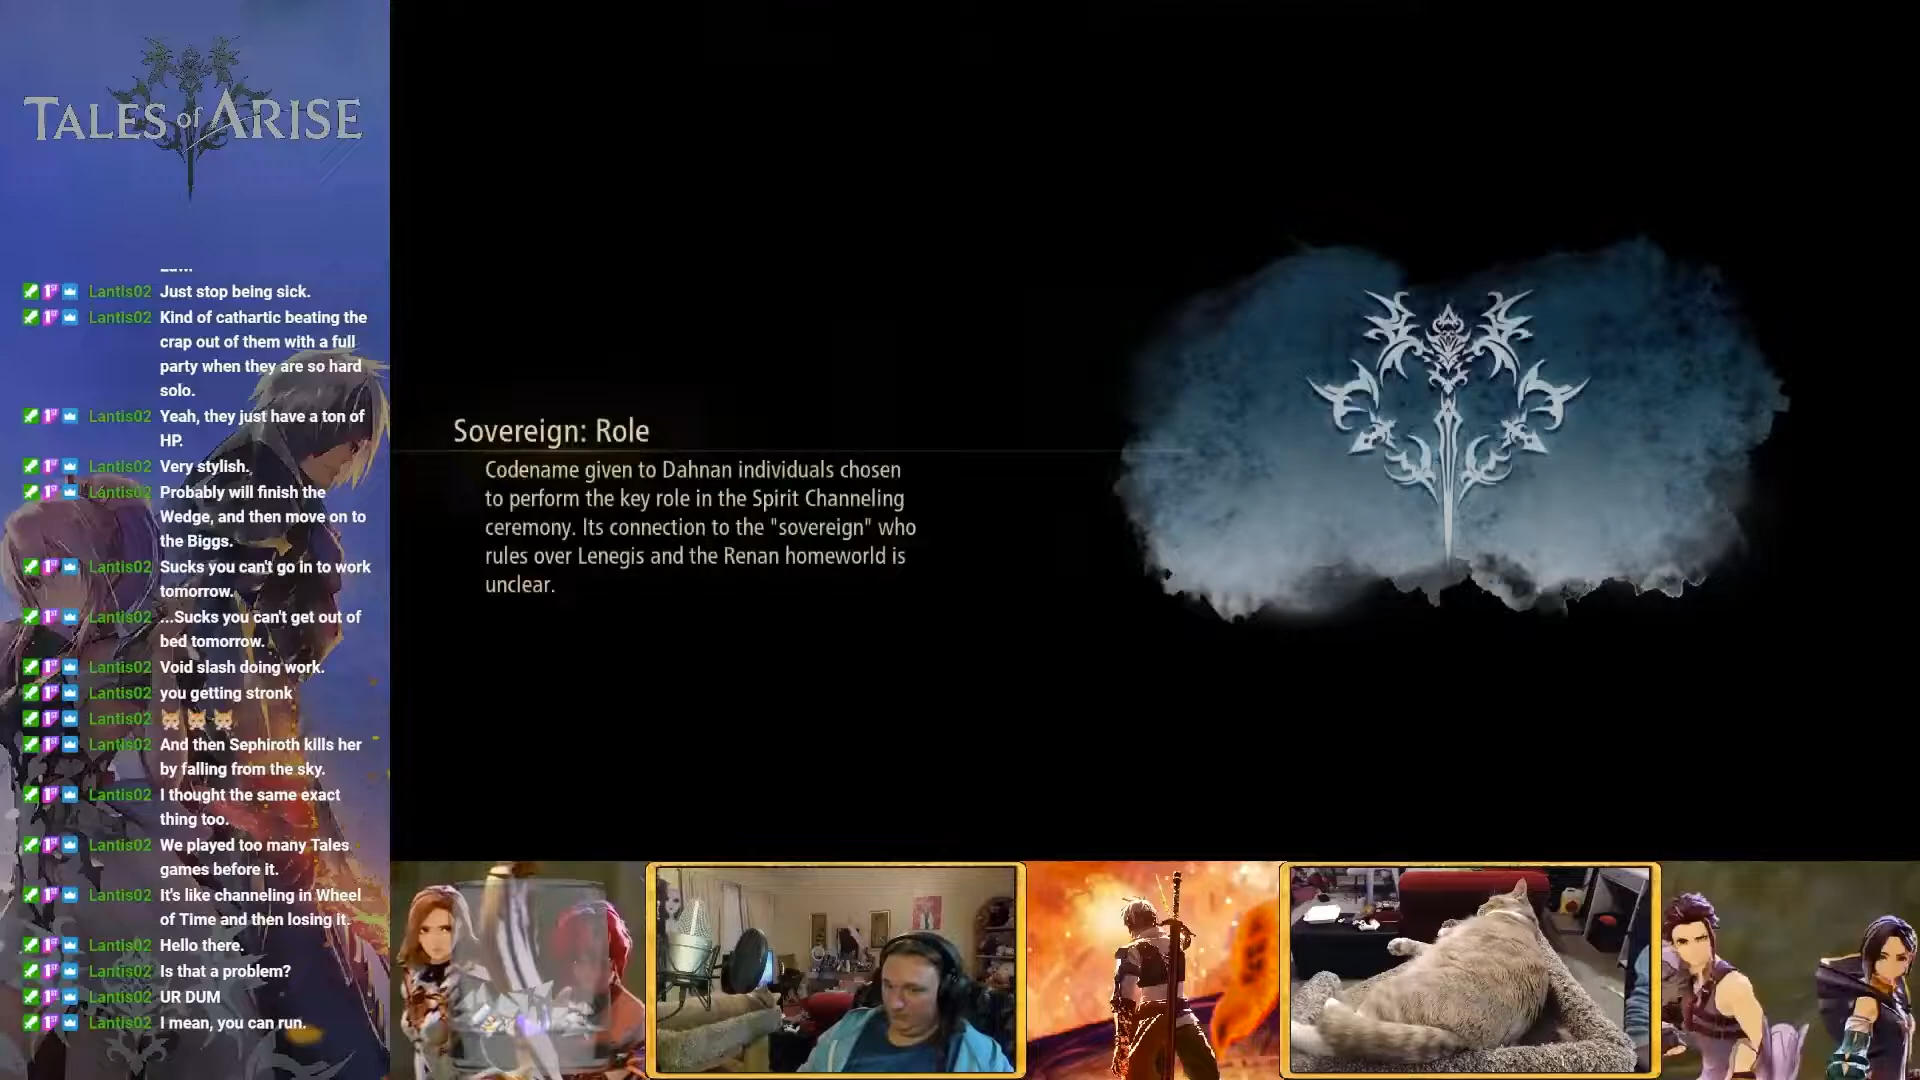 TALES of ARISE
Lantis02 Just stop being sick.
Lantis02 Kind of cathartic beating the
crap out of them with a full
party when they are so hard
solo.
Lantis02 Yeah, they just have a ton of
HP.
Lantis02 Very stylish.
Lantis02 Probably will finish the
Wedge, and then move on to
the Biggs.
Lantis02 Sucks you can't go in to work
tomorrow.
Lantis02 ...Sucks you can't get out of
bed tomorrow.
Lantis02 Void slash doing work.
Lantis02 you getting stronk
Lantis02
Lantis02 And then Sephiroth kills her
by falling from the sky.
Lantis02 I thought the same exact
thing too.
Lantis02 We played too many Tales
games before it.
Lantis02 It's like channeling in Wheel
of Time and then losing it.
Lantis02 Hello there.
Lantis02 Is that a problem?
Lantis02 UR DUM
Lantis02 I mean, you can run.
Sovereign: Role
Codename given to Dahnan individuals chosen
to perform the key role in the Spirit Channeling
ceremony. Its connection to the "sovereign" who
rules over Lenegis and the Renan homeworld is
unclear.